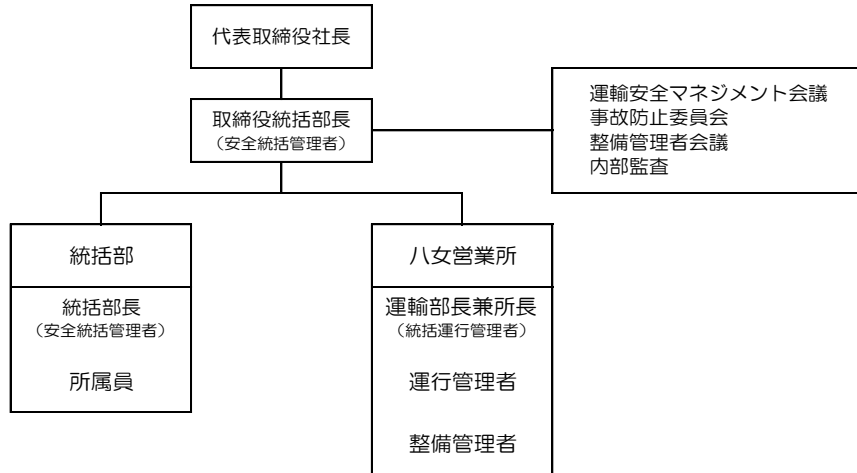 代表取締役社長
取締役統括部長
（安全統括管理者）
運輸安全マネジメント会議
事故防止委員会
整備管理者会議
内部監査
統括部
統括部長
（安全統括管理者）
所属員
八女営業所
運輸部長兼所長
（統括運行管理者）
運行管理者
整備管理者